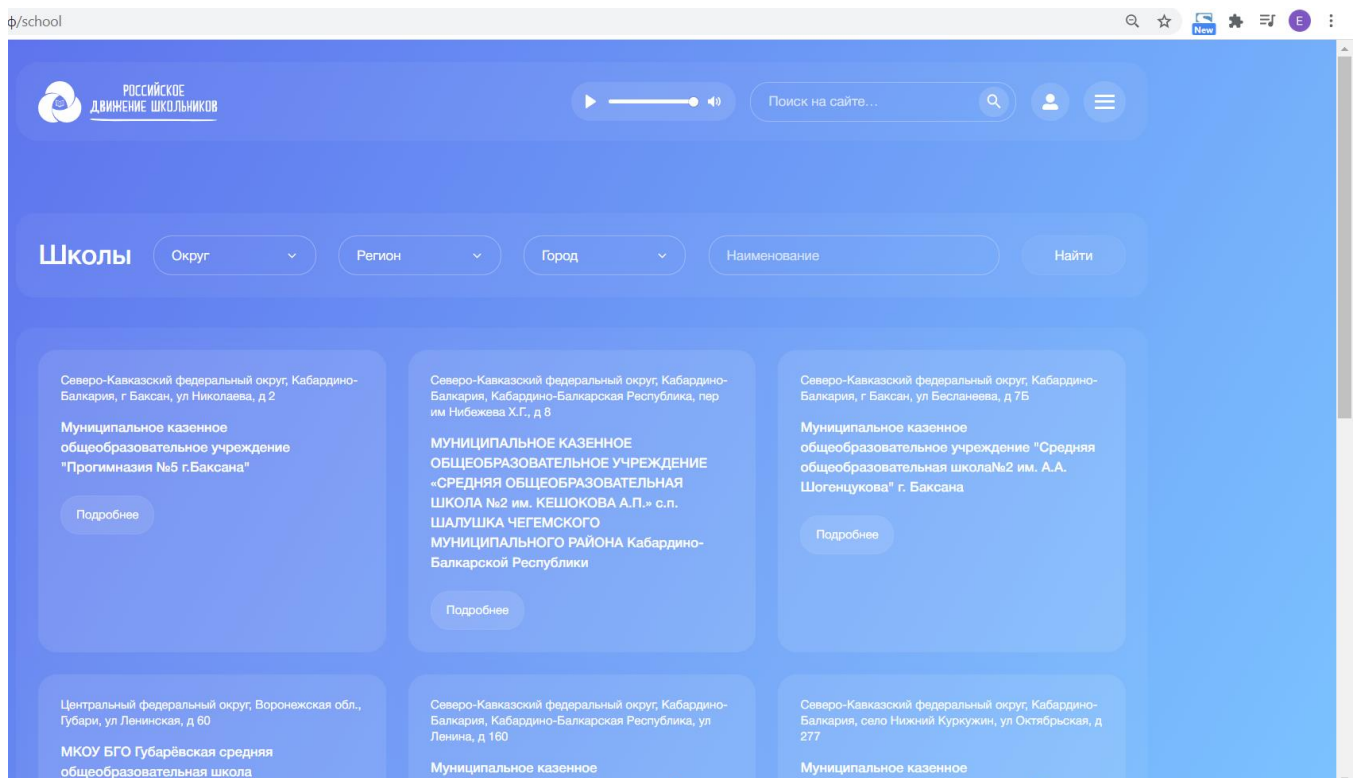 ф/school
New
E
РОССИЙСКОЕ
ДВИЖЕНИЕ ШКОЛЬНИКОВ
Поиск на сайте...
Школы
Округ
Регион
Город
Наименование
Найти
Северо-Кавказский федеральный округ, Кабардино-
Балкария, г Баксан, ул Николаева, д 2
Муниципальное казенное
общеобразовательное учреждение
"Прогимназия №5 г.Баксана"
Подробнее
Северо-Кавказский федеральный округ, Кабардино-
Балкария, Кабардино-Балкарская Республика, пер
им Нибежева Х.Г., д 8
МУНИЦИПАЛЬНОЕ КАЗЕННОЕ
ОБЩЕОБРАЗОВАТЕЛЬНОЕ УЧРЕЖДЕНИЕ
«СРЕДНЯЯ ОБЩЕОБРАЗОВАТЕЛЬНАЯ
ШКОЛА №2 им. КЕШОКОВА А.П.» с.п.
ШАЛУШКА ЧЕГЕМСКОГО
МУНИЦИПАЛЬНОГО РАЙОНА Кабардино-
Балкарской Республики
Подробнее
Северо-Кавказский федеральный округ, Кабардино-
Балкария, г Баксан, ул Бесланеева, д 7Б
Муниципальное казенное
общеобразовательное учреждение "Средняя
общеобразовательная школа№2 им. А.А.
Шогенцукова" г. Баксана
Подробнее
Центральный федеральный округ, Воронежская обл.,
Губари, ул Ленинская, д 60
МКОУ БГО Губарёвская средняя
общеобразовательная школа
Северо-Кавказский федеральный округ, Кабардино-
Балкария, Кабардино-Балкарская Республика, ул
Ленина, д 160
Муниципальное казенное
Северо-Кавказский федеральный округ, Кабардино-
Балкария, село Нижний Куркужин, ул Октябрьская, д
277
Муниципальное казенное